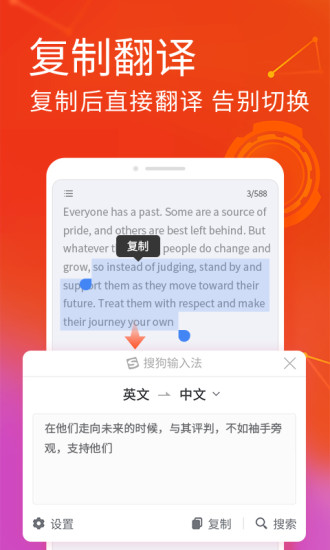 复制翻译
复制后直接翻译 告别切换
3/588
Everyone has a past. Some are a source of
pride, and others are best left behind. But
whatever t people do change and
复制
grow, so instead of judging, stand by and
support them as they move toward their
future. Treat them with respect and make
their journey your own
搜狗输入法
英文 中文
在他们走向未来的时候，与其评判，不如袖手旁
观，支持他们
设置 复制 搜索